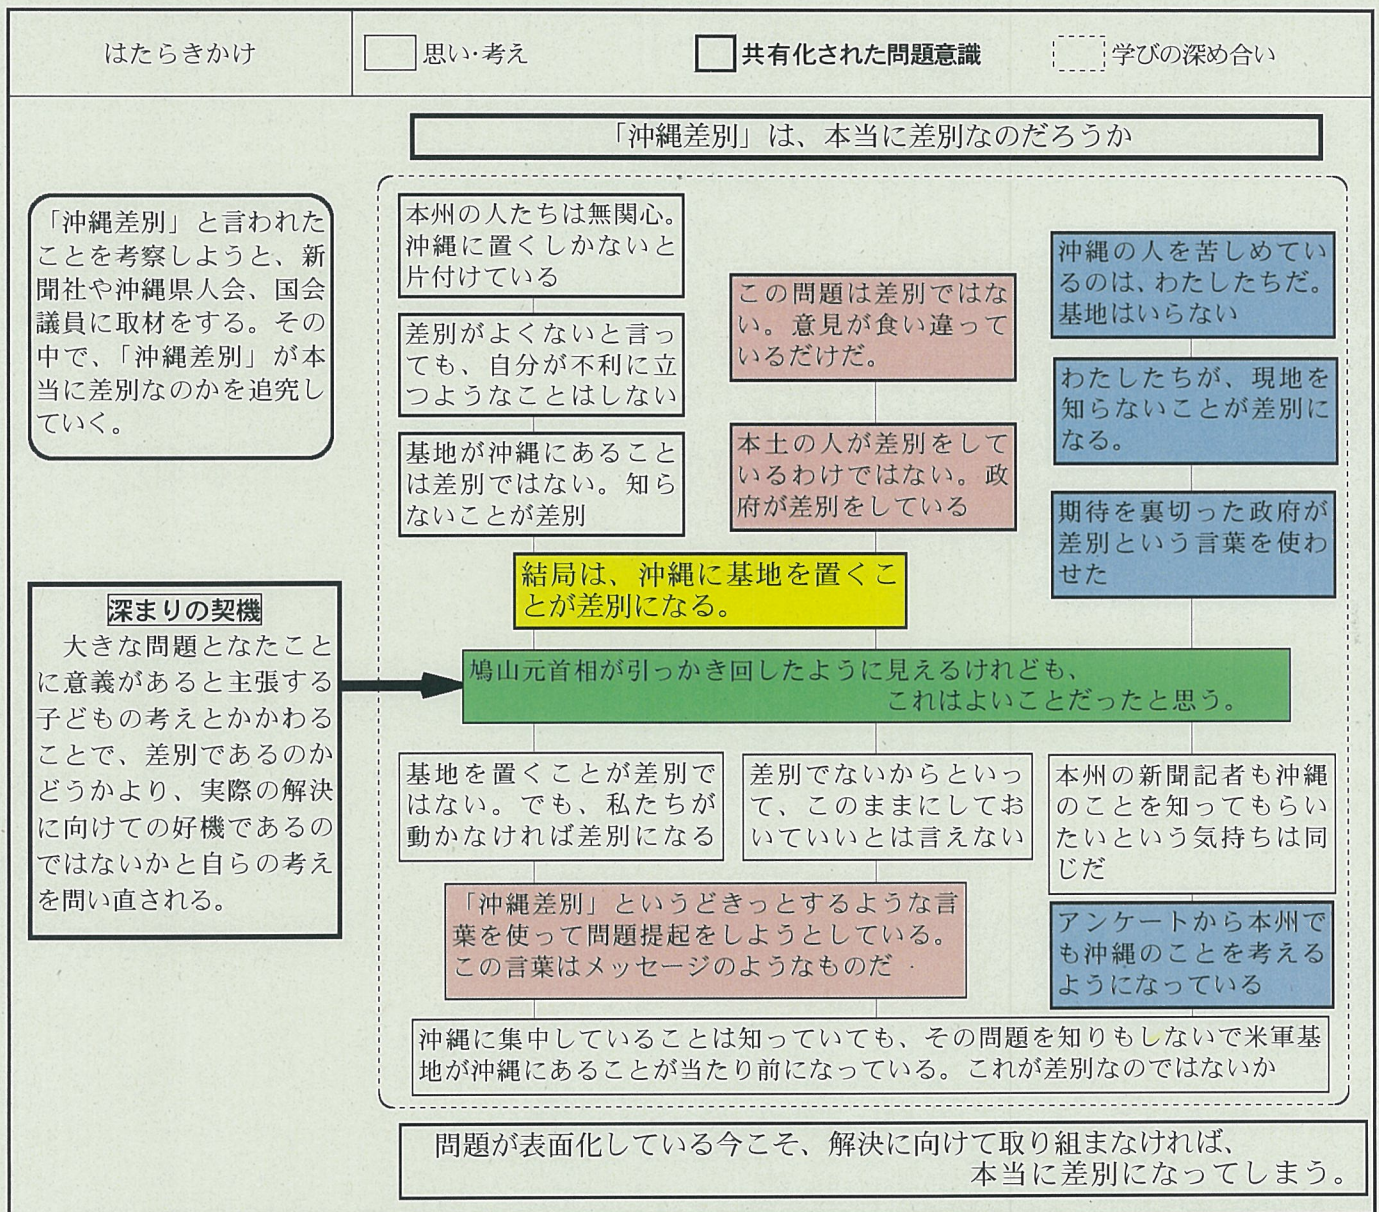 はたらきかけ
思い・考え
共有化された問題意識
学びの深め合い
「沖縄差別」は、本当に差別なのだろうか
「沖縄差別」と言われた
ことを考察しようと、新
聞社や沖縄県人会、国会
議員に取材をする。その
中で、「沖縄差別」が本
当に差別なのかを追究し
ていく。
本州の人たちは無関心。
沖縄に置くしかないと
片付けている
差別がよくないと言っ
ても、自分が不利に立
つようなことはしない
基地が沖縄にあること
は差別ではない。知ら
ないことが差別
この問題は差別ではな
い。意見が食い違って
いるだけだ。
本土の人が差別をして
いるわけではない。政
府が差別をしている
沖縄の人を苦しめてい
るのは、わたしたちだ。
基地はいらない
わたしたちが、現地を
知らないことが差別に
なる。
期待を裏切った政府が
差別という言葉を使わ
せた
結局は、沖縄に基地を置くこ
とが差別になる。
深まりの契機
大きな問題となたこと
に意義があると主張する
子どもの考えとかかわる
ことで、差別であるのか
どうかより、実際の解決
に向けての好機であるの
ではないかと自らの考え
を問い直される。
鳩山元首相が引っかき回したように見えるけれども、
これはよいことだったと思う。
基地を置くことが差別で
はない。でも、私たちが
動かなければ差別になる
差別でないからといっ
て、このままにしてお
いていいとは言えない
本州の新聞記者も沖縄
のことを知ってもらい
たいという気持ちは同
じだ
「沖縄差別」というどきっとするような言
葉を使って問題提起をしようとしている。
この言葉はメッセージのようなものだ
アンケートから本州で
も沖縄のことを考える
ようになっている
沖縄に集中していることは知っていても、その問題を知りもしないで米軍基
地が沖縄にあることが当たり前になっている。これが差別なのではないか
問題が表面化している今こそ、解決に向けて取り組まなければ、
本当に差別になってしまう。